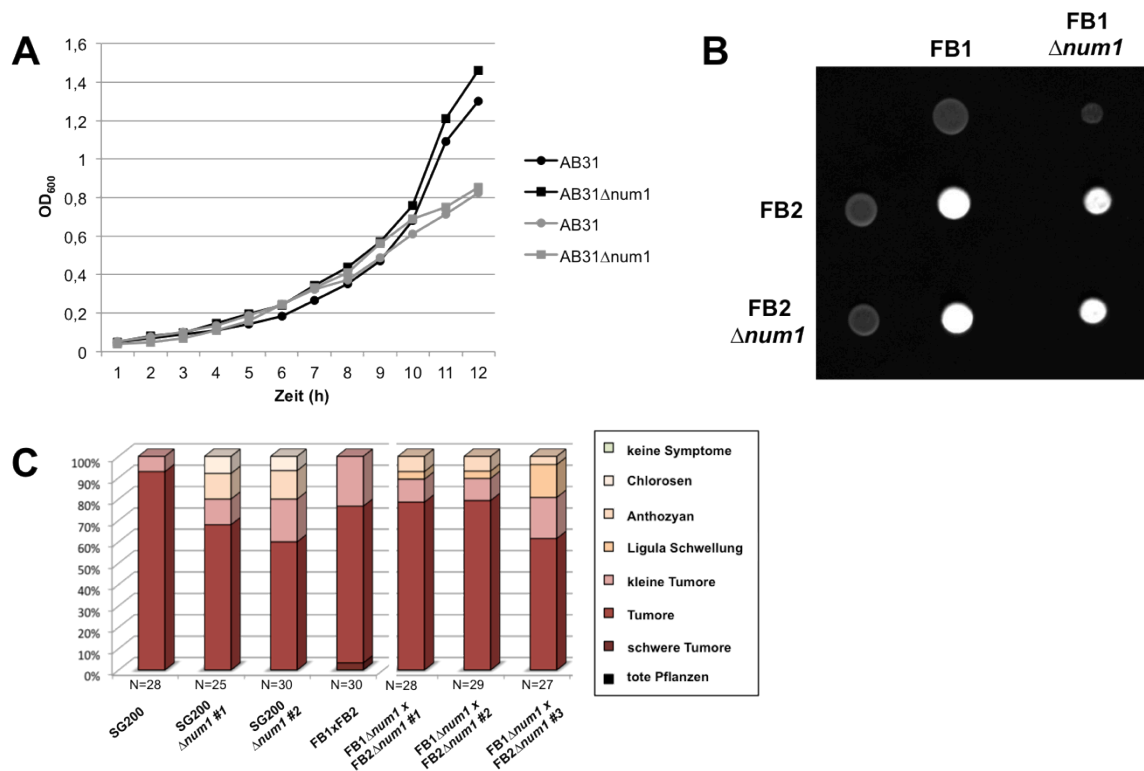 A
1,6
1,4
1,2
1
0,8
0,6
0,4
0,2
0
OD600
1 2 3 4 5 6 7 8 9 10 11 12
Zeit (h)
AB31
AB31Δnum1
AB31
AB31Δnum1
B
FB1
FB1
Δnum1
FB2
FB2
Δnum1
C
100%
90%
80%
70%
60%
50%
40%
30%
20%
10%
0%
N=28 N=25 N=30 N=30 N=28 N=29 N=27
SG200
SG200
Δnum1 #1
SG200
Δnum1 #2
FB1xFB2
FB1Δnum1 x
FB2Δnum1 #1
FB1Δnum1 x
FB2Δnum1 #2
FB1Δnum1 x
FB2Δnum1 #3
keine Symptome
Chlorosen
Anthozyan
Ligula Schwellung
kleine Tumore
Tumore
schwere Tumore
tote Pflanzen